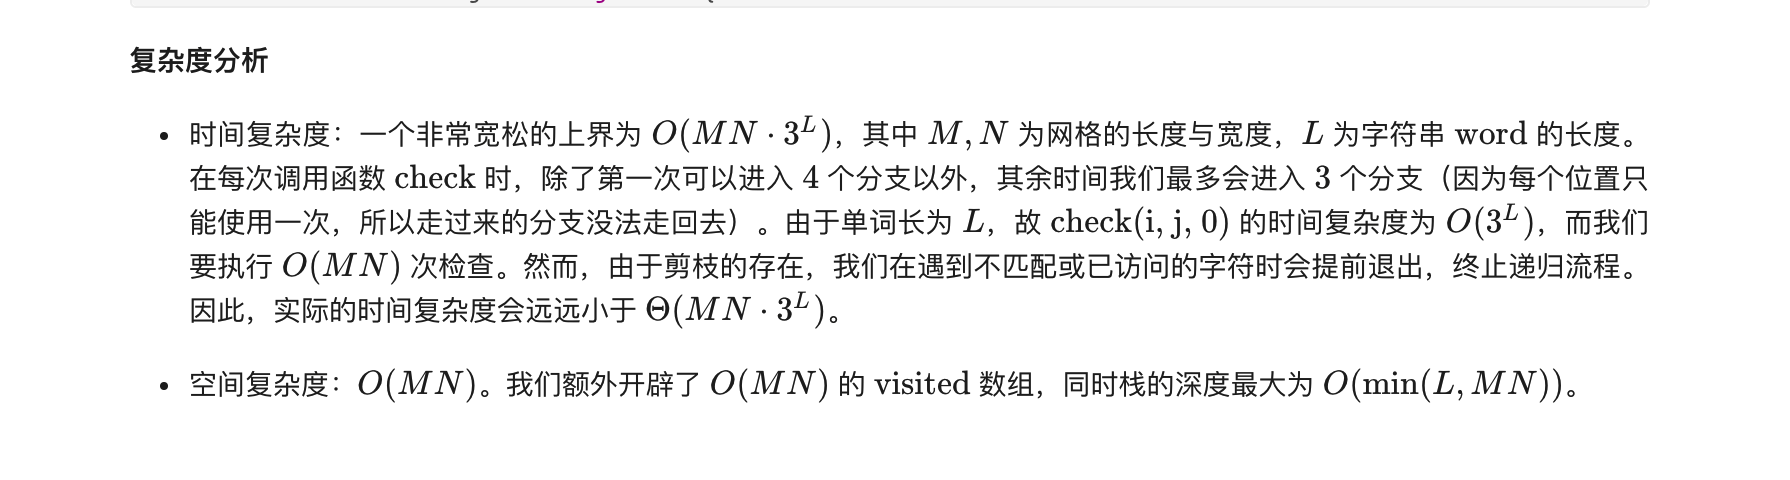 复杂度分析
• 时间复杂度：一个非常宽松的上界为 O(MN · 3^L)，其中 M, N 为网格的长度与宽度，L 为字符串 word 的长度。
在每次调用函数 check 时，除了第一次可以进入 4 个分支以外，其余时间我们最多会进入 3 个分支（因为每个位置只
能使用一次，所以走过来的分支没法走回去）。由于单词长为 L，故 check(i, j, 0) 的时间复杂度为 O(3^L)，而我们
要执行 O(MN) 次检查。然而，由于剪枝的存在，我们在遇到不匹配或已访问的字符时会提前退出，终止递归流程。
因此，实际的时间复杂度会远远小于 Θ(MN · 3^L)。
• 空间复杂度：O(MN)。我们额外开辟了 O(MN) 的 visited 数组，同时栈的深度最大为 O(min(L, MN))。